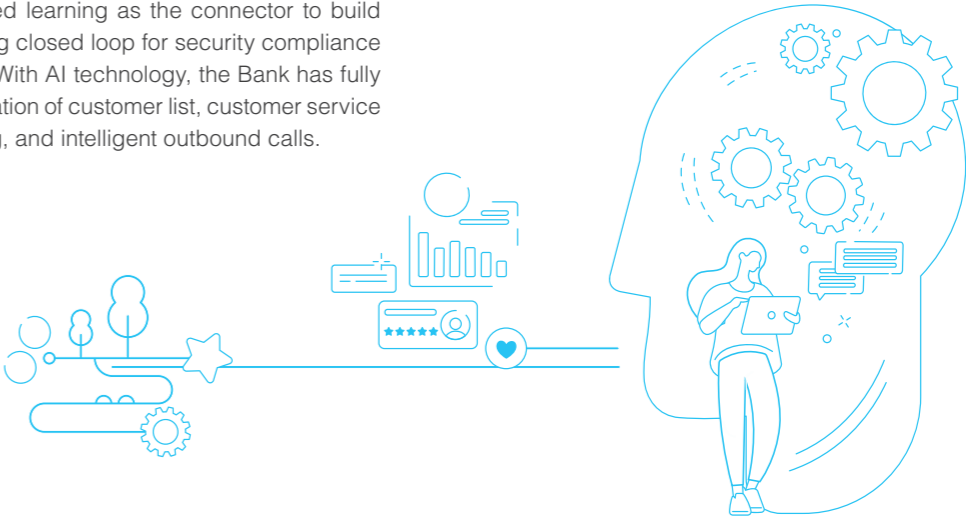 ed learning as the connector to build
g closed loop for security compliance
With AI technology, the Bank has fully
ation of customer list, customer service
g, and intelligent outbound calls.